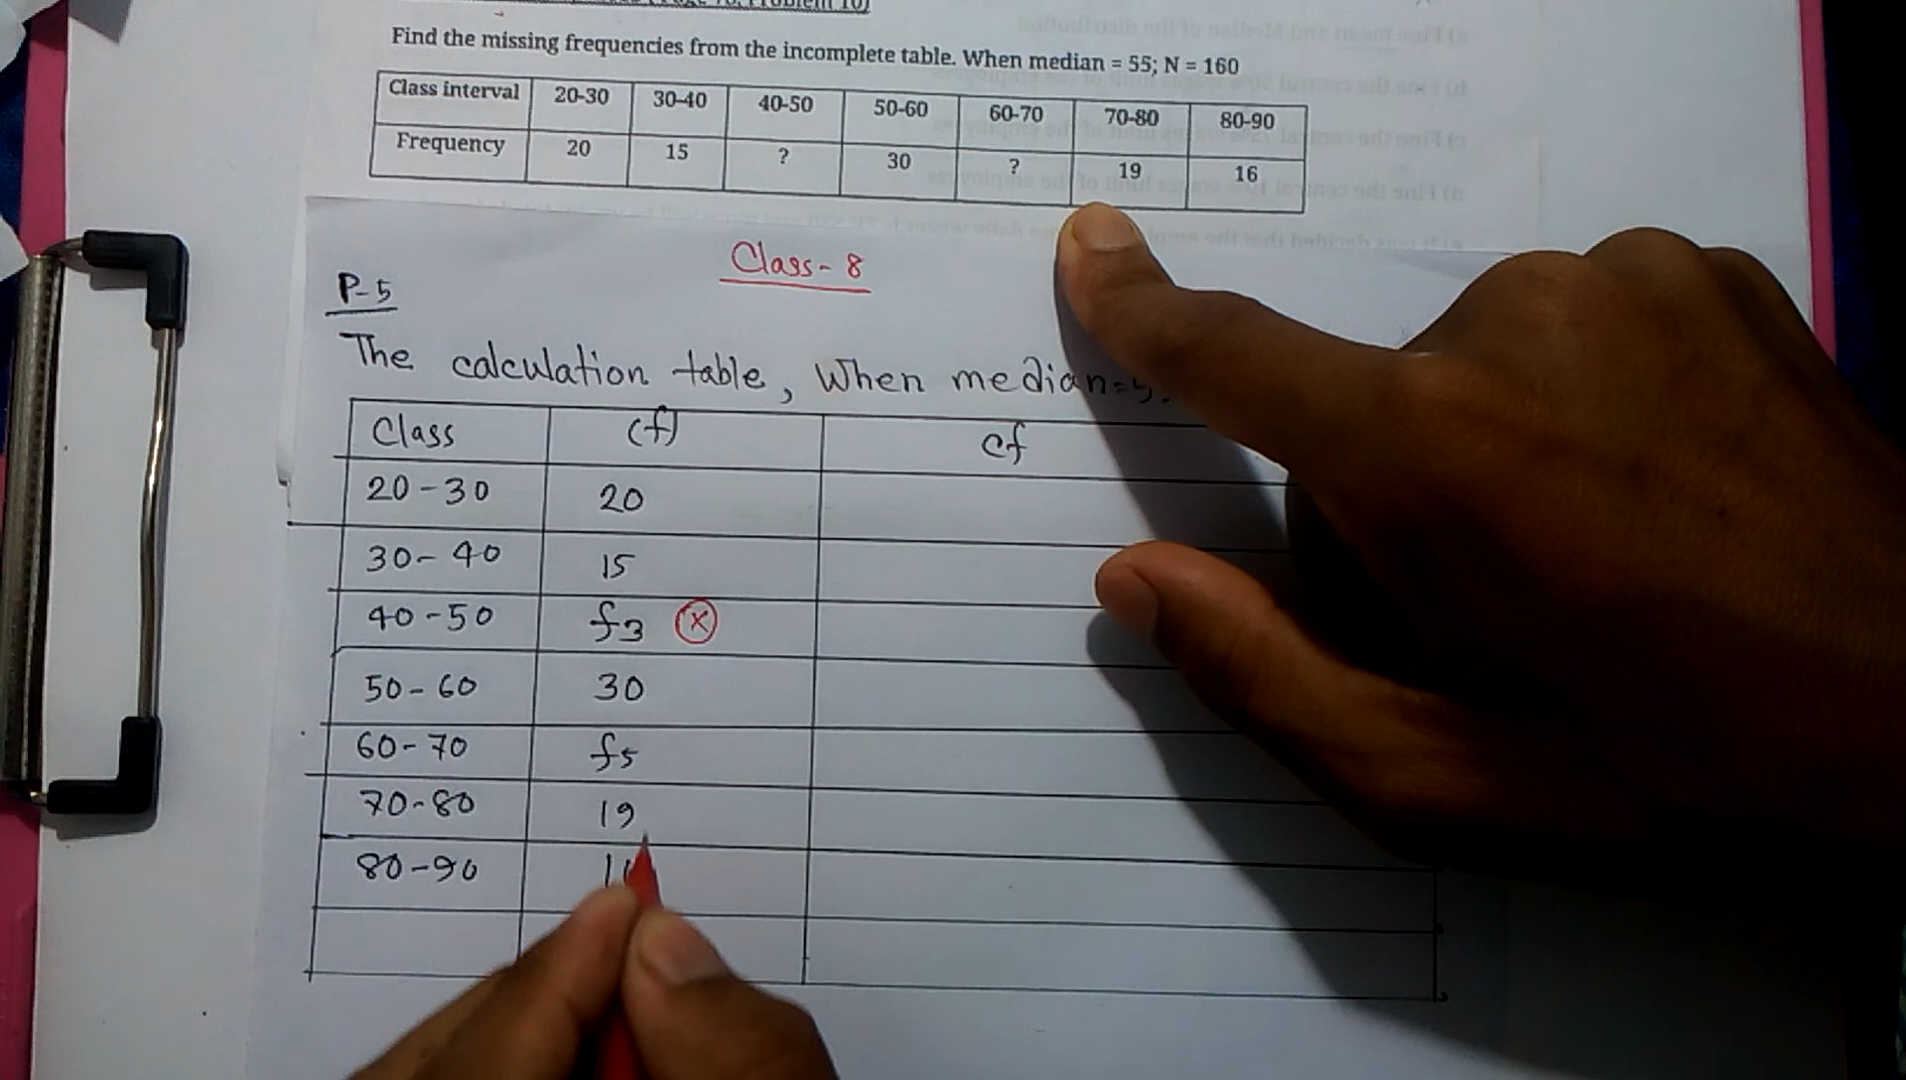 Find the missing frequencies from the incomplete table. When median = 55; N = 160
Class interval 20-30 30-40 40-50 50-60 60-70 70-80 80-90
Frequency 20 15 ? 30 ? 19 16
Class - 8
P-5
The calculation table, When median =
Class (f) cf
20-30 20
30-40 15
40-50 f3 x
50-60 30
60-70 f5
70-80 19
80-90